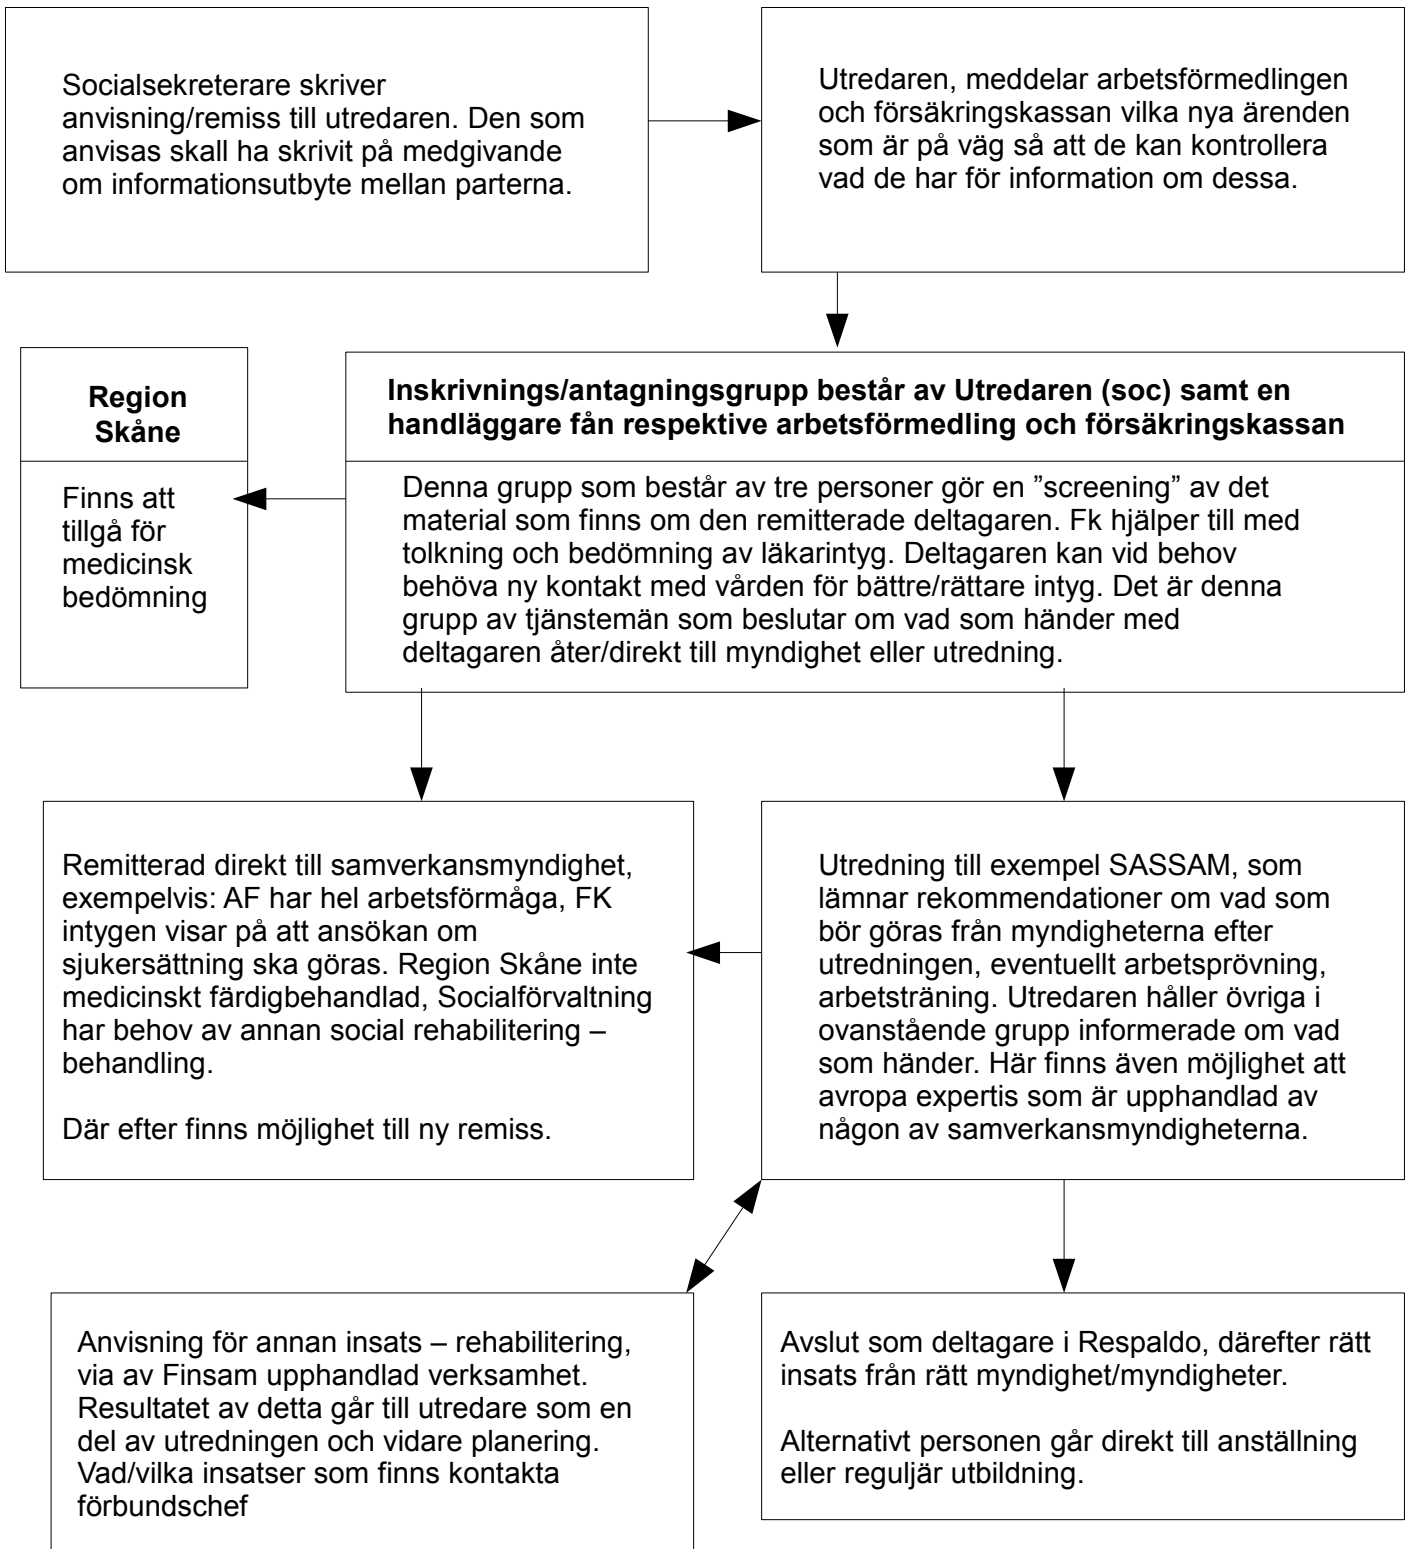 Socialsekreterare skriver
anvisning/remiss till utredaren. Den som
anvisas skall ha skrivit på medgivande
om informationsutbyte mellan parterna.
Utredaren, meddelar arbetsförmedlingen
och försäkringskassan vilka nya ärenden
som är på väg så att de kan kontrollera
vad de har för information om dessa.
Region
Skåne
Finns att
tillgå för
medicinsk
bedömning
Inskrivnings/antagningsgrupp består av Utredaren (soc) samt en
handläggare fån respektive arbetsförmedling och försäkringskassan
Denna grupp som består av tre personer gör en ”screening” av det
material som finns om den remitterade deltagaren. Fk hjälper till med
tolkning och bedömning av läkarintyg. Deltagaren kan vid behov
behöva ny kontakt med vården för bättre/rättare intyg. Det är denna
grupp av tjänstemän som beslutar om vad som händer med
deltagaren åter/direkt till myndighet eller utredning.
Remitterad direkt till samverkansmyndighet,
exempelvis: AF har hel arbetsförmåga, FK
intygen visar på att ansökan om
sjukersättning ska göras. Region Skåne inte
medicinskt färdigbehandlad, Socialförvaltning
har behov av annan social rehabilitering –
behandling.
Där efter finns möjlighet till ny remiss.
Utredning till exempel SASSAM, som
lämnar rekommendationer om vad som
bör göras från myndigheterna efter
utredningen, eventuellt arbetsprövning,
arbetsträning. Utredaren håller övriga i
ovanstående grupp informerade om vad
som händer. Här finns även möjlighet att
avropa expertis som är upphandlad av
någon av samverkansmyndigheterna.
Anvisning för annan insats – rehabilitering,
via av Finsam upphandlad verksamhet.
Resultatet av detta går till utredare som en
del av utredningen och vidare planering.
Vad/vilka insatser som finns kontakta
förbundschef
Avslut som deltagare i Respaldo, därefter rätt
insats från rätt myndighet/myndigheter.
Alternativt personen går direkt till anställning
eller reguljär utbildning.